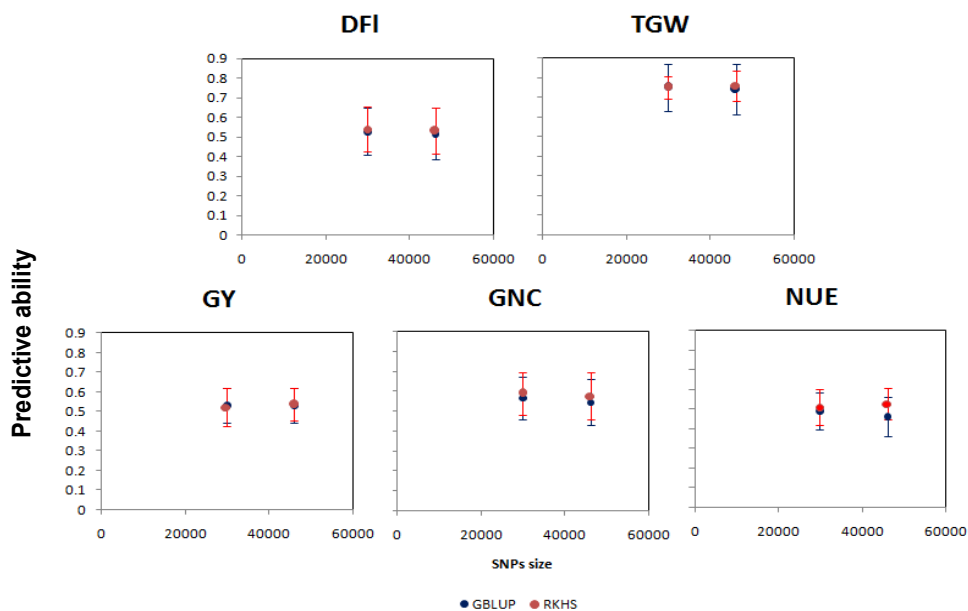 DFl TGW
0.9
0.8
0.7
0.6
0.5
0.4
0.3
0.2
0.1
0
0 20000 40000 60000 0 20000 40000 60000
Predictive ability
GY GNC NUE
0.9
0.8
0.7
0.6
0.5
0.4
0.3
0.2
0.1
0
0 20000 40000 60000 0 20000 40000 60000 0 20000 40000 60000
SNPs size
GBLUP RKHS